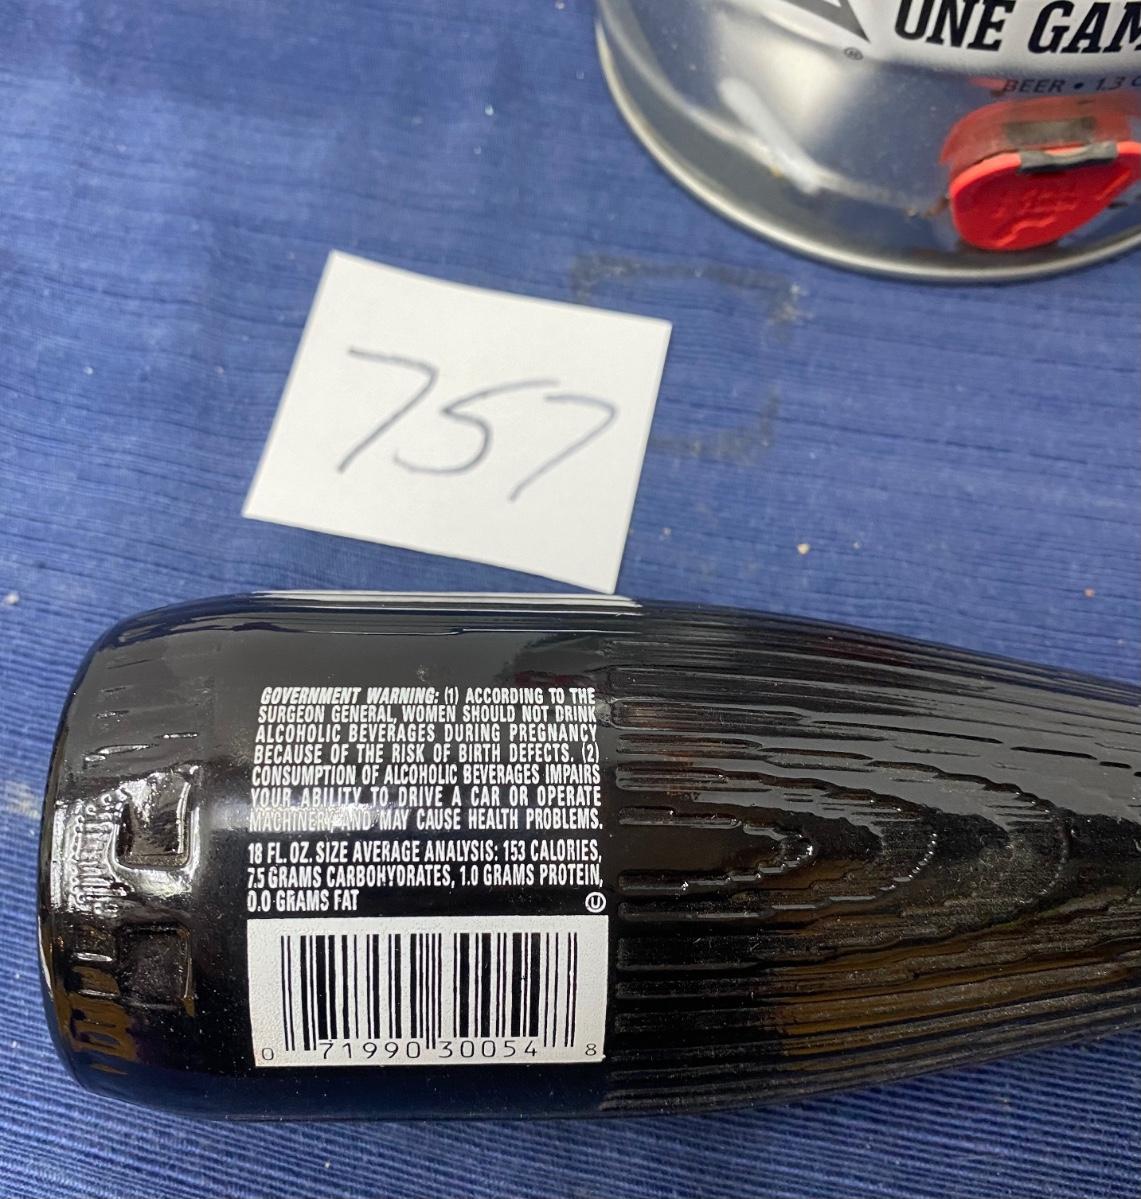 ONE GAM
BEER • 1.3 G
757
GOVERNMENT WARNING: (1) ACCORDING TO THE
SURGEON GENERAL, WOMEN SHOULD NOT DRINK
ALCOHOLIC BEVERAGES DURING PREGNANCY
BECAUSE OF THE RISK OF BIRTH DEFECTS. (2)
CONSUMPTION OF ALCOHOLIC BEVERAGES IMPAIRS
YOUR ABILITY TO DRIVE A CAR OR OPERATE
MACHINERY AND MAY CAUSE HEALTH PROBLEMS.
18 FL. OZ. SIZE AVERAGE ANALYSIS: 153 CALORIES,
7.5 GRAMS CARBOHYDRATES, 1.0 GRAMS PROTEIN,
0.0 GRAMS FAT
0 71990 30054 8